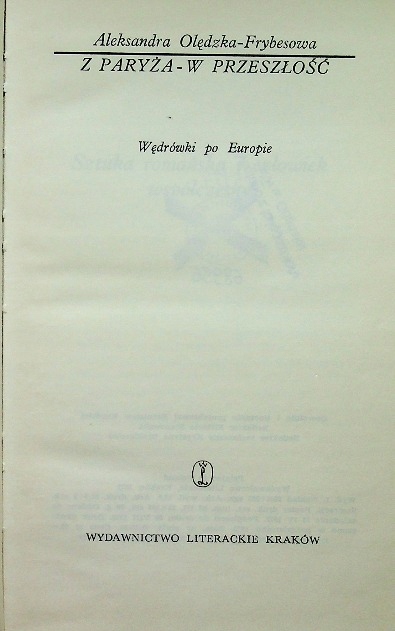 Aleksandra Olędzka-Frybesowa
Z PARYŻA - W PRZESZŁOŚĆ
Wędrówki po Europie
WYDAWNICTWO LITERACKIE KRAKÓW